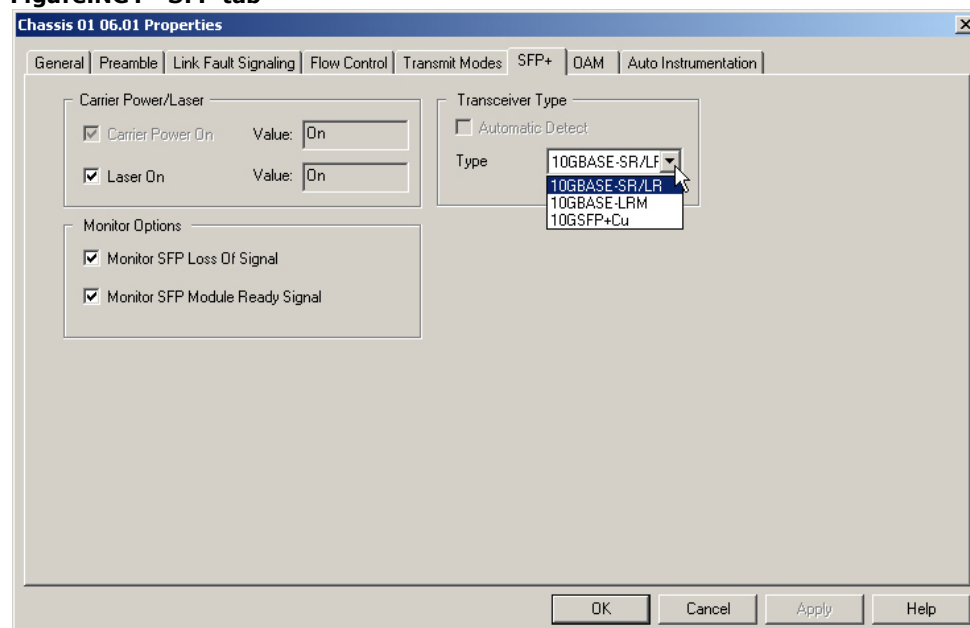 Chassis 01 06.01 Properties
General Preamble Link Fault Signaling Flow Control Transmit Modes SFP+ OAM Auto Instrumentation
Carrier Power/Laser
Carrier Power On Value: On
Laser On Value: On
Monitor Options
Monitor SFP Loss Of Signal
Monitor SFP Module Ready Signal
Transceiver Type
Automatic Detect
Type 10GBASE-SR/LR
10GBASE-SR/LR
10GBASE-LRM
10GSFP+Cu
OK Cancel Apply Help